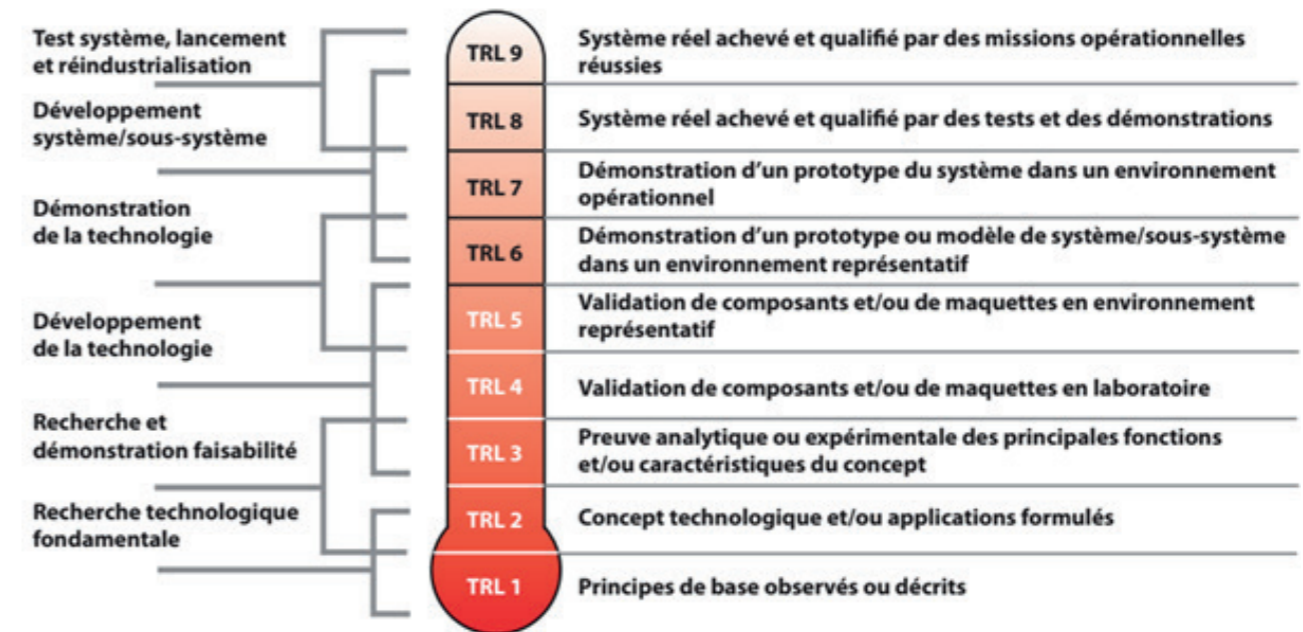 Test système, lancement
et réindustrialisation
Développement
système/sous-système
Démonstration
de la technologie
Développement
de la technologie
Recherche et
démonstration faisabilité
Recherche technologique
fondamentale
TRL 9
Système réel achevé et qualifié par des missions opérationnelles
réussies
TRL 8
Système réel achevé et qualifié par des tests et des démonstrations
TRL 7
Démonstration d’un prototype du système dans un environnement
opérationnel
TRL 6
Démonstration d’un prototype ou modèle de système/sous-système
dans un environnement représentatif
TRL 5
Validation de composants et/ou de maquettes en environnement
représentatif
TRL 4
Validation de composants et/ou de maquettes en laboratoire
TRL 3
Preuve analytique ou expérimentale des principales fonctions
et/ou caractéristiques du concept
TRL 2
Concept technologique et/ou applications formulés
TRL 1
Principes de base observés ou décrits